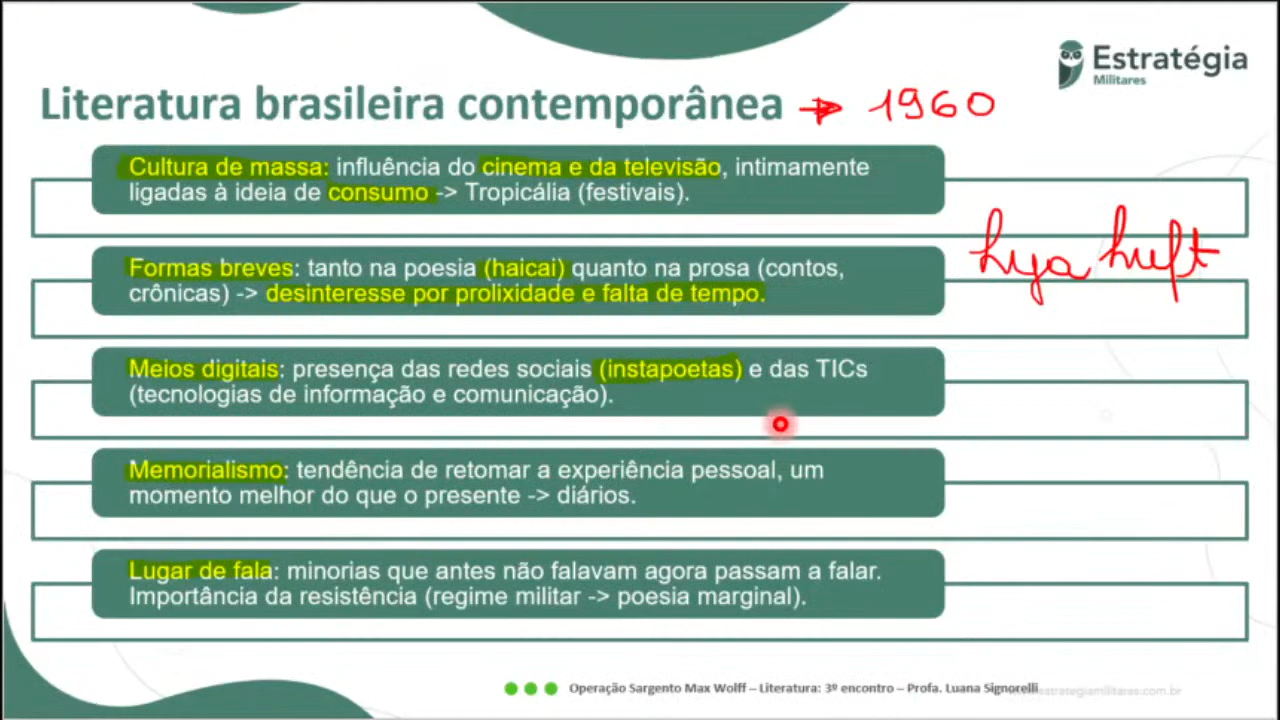 Estratégia
Militares
Literatura brasileira contemporânea → 1960
Cultura de massa: influência do cinema e da televisão, intimamente
ligadas à ideia de consumo -> Tropicália (festivais).
Lya Luft
Formas breves: tanto na poesia (haicai) quanto na prosa (contos,
crônicas) -> desinteresse por prolixidade e falta de tempo.
Meios digitais: presença das redes sociais (instapoetas) e das TICs
(tecnologias de informação e comunicação).
Memorialismo: tendência de retomar a experiência pessoal, um
momento melhor do que o presente -> diários.
Lugar de fala: minorias que antes não falavam agora passam a falar.
Importância da resistência (regime militar -> poesia marginal).
Operação Sargento Max Wolff – Literatura: 3º encontro – Profa. Luana Signorelli
estrategiamilitares.com.br